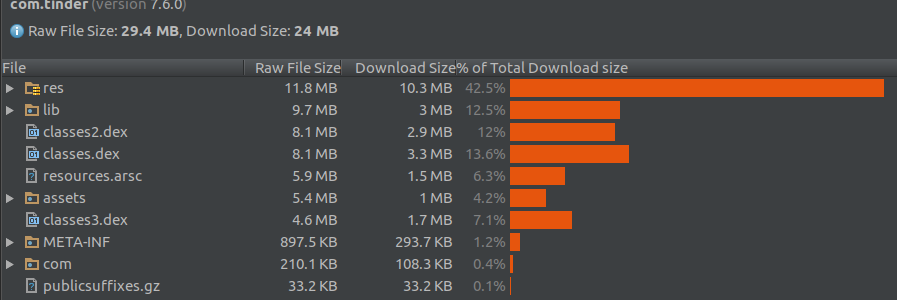 com.tinder (version 7.6.0)
Raw File Size: 29.4 MB, Download Size: 24 MB
File Raw File Size Download Size % of Total Download size
res 11.8 MB 10.3 MB 42.5%
lib 9.7 MB 3 MB 12.5%
classes2.dex 8.1 MB 2.9 MB 12%
classes.dex 8.1 MB 3.3 MB 13.6%
resources.arsc 5.9 MB 1.5 MB 6.3%
assets 5.4 MB 1 MB 4.2%
classes3.dex 4.6 MB 1.7 MB 7.1%
META-INF 897.5 KB 293.7 KB 1.2%
com 210.1 KB 108.3 KB 0.4%
publicsuffixes.gz 33.2 KB 33.2 KB 0.1%